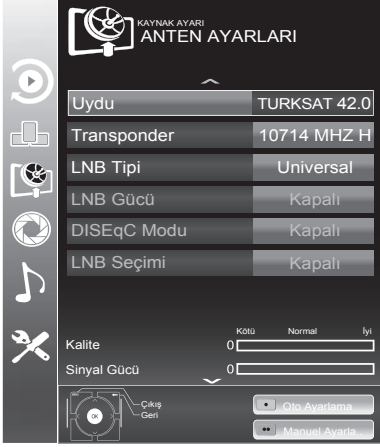 KAYNAK AYARI
ANTEN AYARLARI
Uydu TURKSAT 42.0
Transponder 10714 MHZ H
LNB Tipi Universal
LNB Gücü Kapalı
DISEqC Modu Kapalı
LNB Seçimi Kapalı
Kötü Normal İyi
Kalite 0
Sinyal Gücü 0
Çıkış
Geri
OK
Oto Ayarlama
Manuel Ayarla..